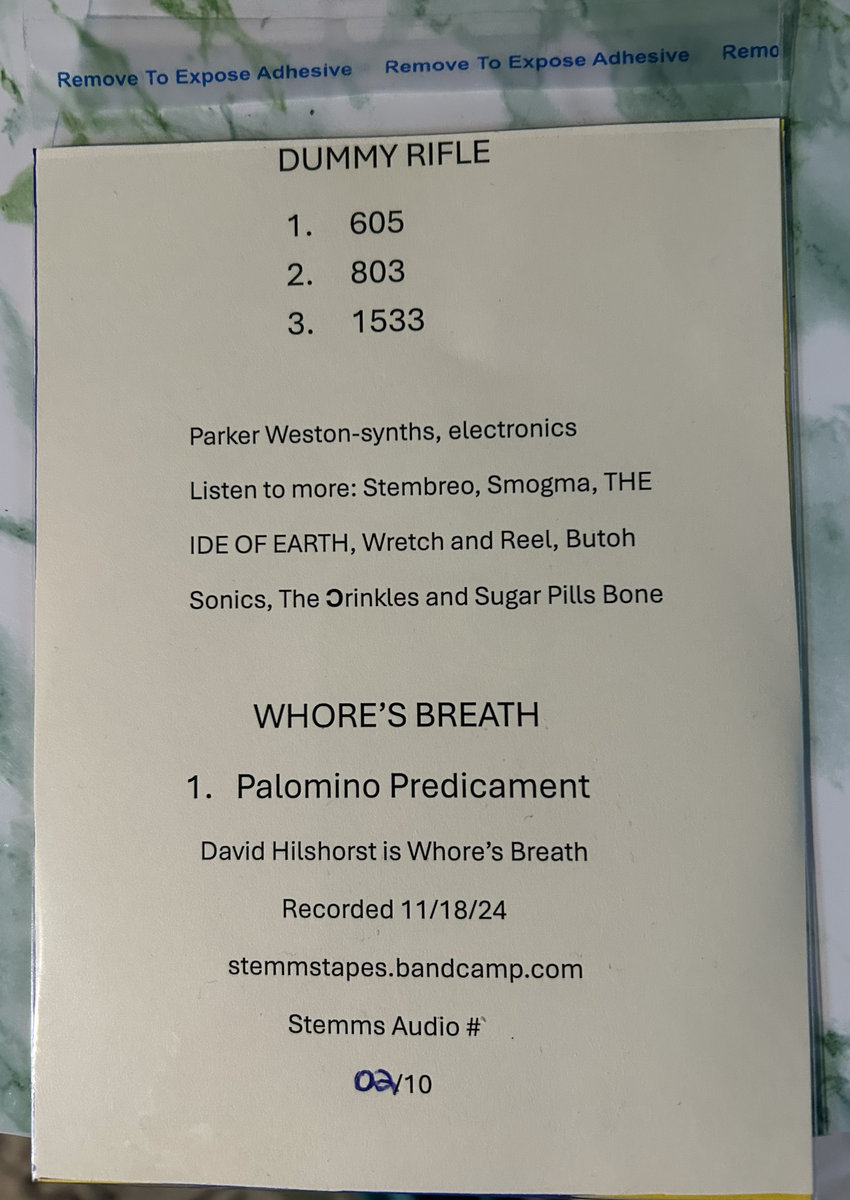 Remove To Expose Adhesive Remove To Expose Adhesive Remo
DUMMY RIFLE
1. 605
2. 803
3. 1533
Parker Weston-synths, electronics
Listen to more: Stembreo, Smogma, THE
IDE OF EARTH, Wretch and Reel, Butoh
Sonics, The Ɔrinkles and Sugar Pills Bone
WHORE’S BREATH
1. Palomino Predicament
David Hilshorst is Whore’s Breath
Recorded 11/18/24
stemmstapes.bandcamp.com
Stemms Audio #
02/10